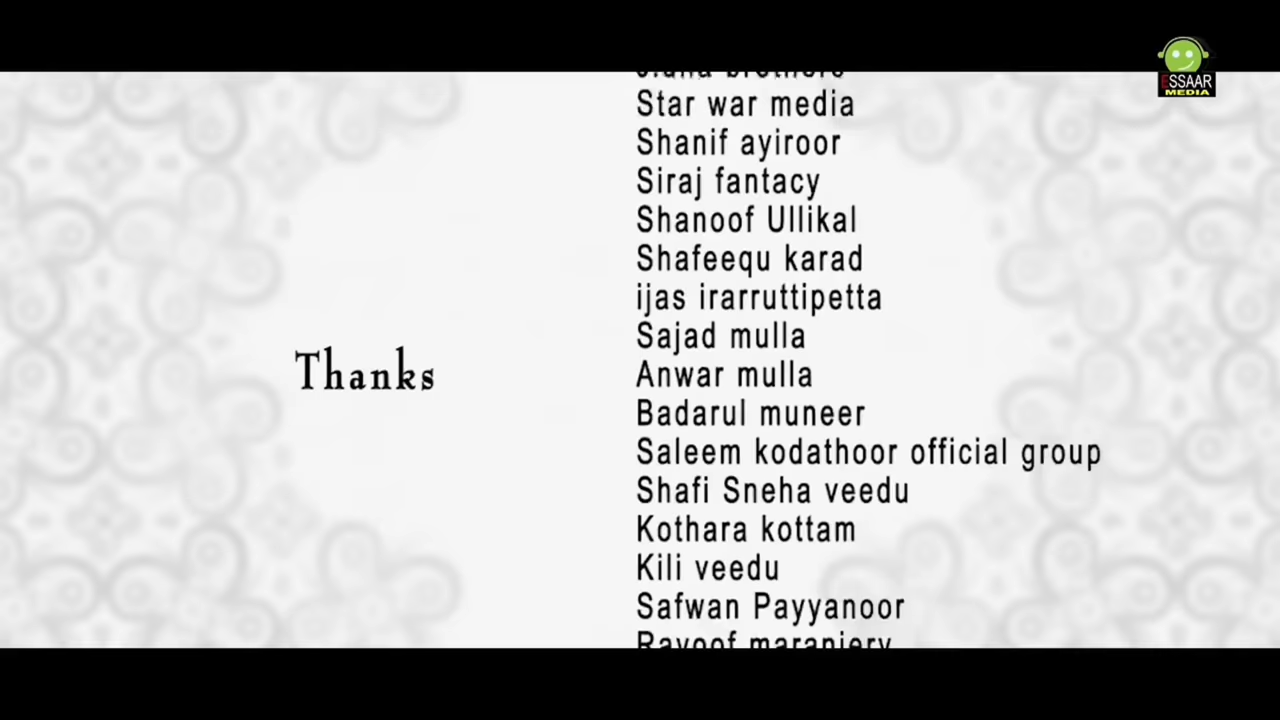 ESSAAR
MEDIA
brothers
Star war media
Shanif ayiroor
Siraj fantacy
Shanoof Ullikal
Shafeequ karad
ijas irarruttipetta
Sajad mulla
Thanks
Anwar mulla
Badarul muneer
Saleem kodathoor official group
Shafi Sneha veedu
Kothara kottam
Kili veedu
Safwan Payyanoor